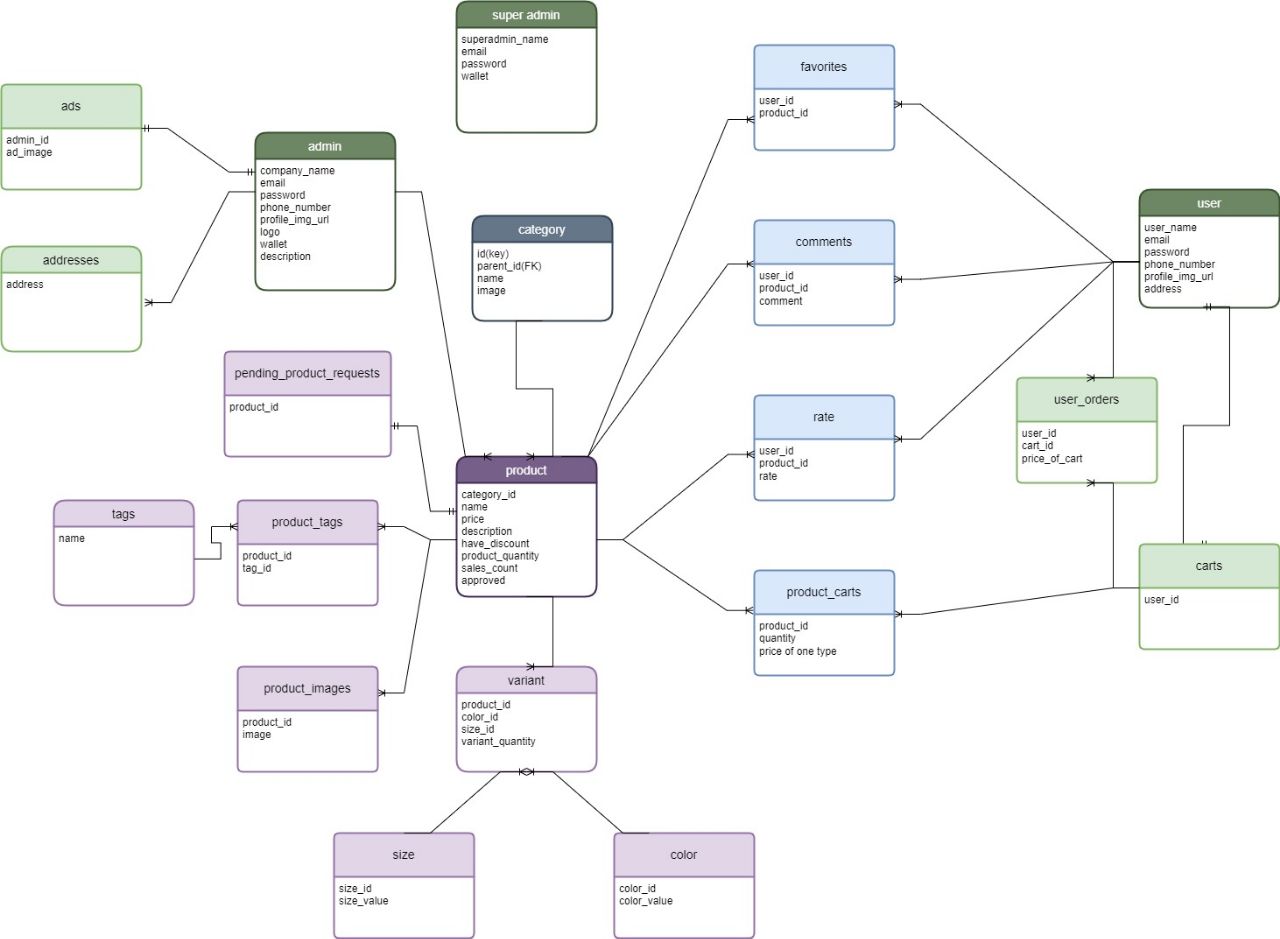 super admin
superadmin_name
email
password
wallet
favorites
user_id
product_id
ads
admin_id
ad_image
admin
company_name
email
password
phone_number
profile_img_url
logo
wallet
description
user
user_name
email
password
phone_number
profile_img_url
address
category
id(key)
parent_id(FK)
name
image
comments
user_id
product_id
comment
addresses
address
pending_product_requests
product_id
rate
user_id
product_id
rate
user_orders
user_id
cart_id
price_of_cart
product
category_id
name
price
description
have_discount
product_quantity
sales_count
approved
tags
name
product_tags
product_id
tag_id
carts
user_id
product_carts
product_id
quantity
price of one type
product_images
product_id
image
variant
product_id
color_id
size_id
variant_quantity
size
size_id
size_value
color
color_id
color_value